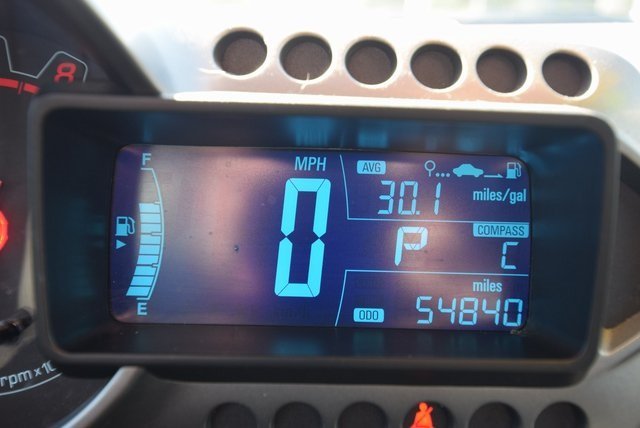 8
F
MPH
AVG
30.1
miles/gal
0
P
COMPASS
C
E
miles
ODO
54840
rpm x10